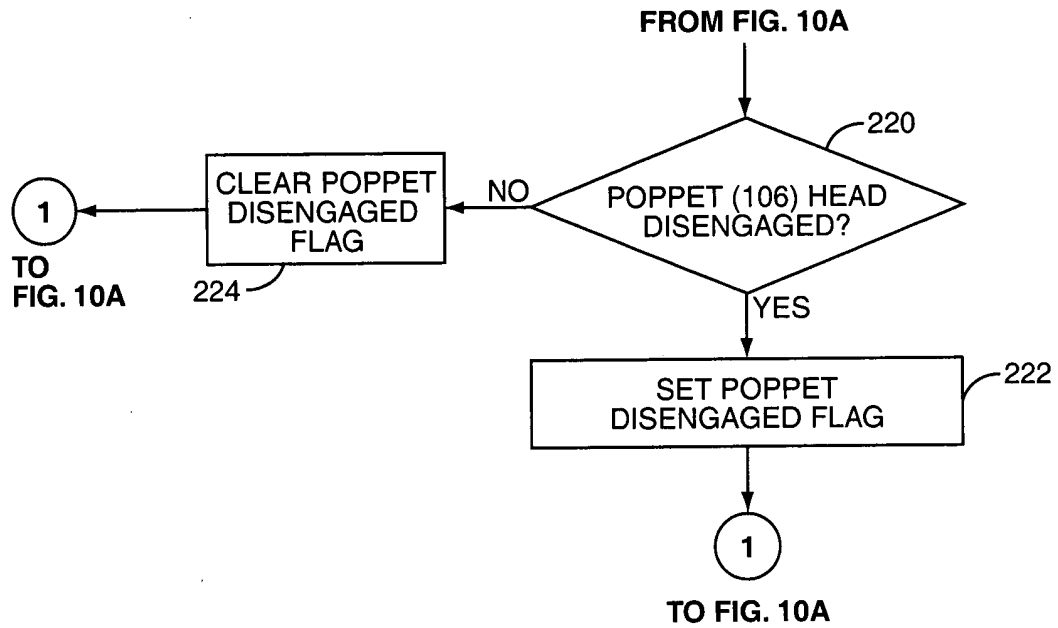 FROM FIG. 10A
220
POPPET (106) HEAD
DISENGAGED?
NO
CLEAR POPPET
DISENGAGED
FLAG
224
1
TO
FIG. 10A
YES
SET POPPET
DISENGAGED FLAG
222
1
TO FIG. 10A